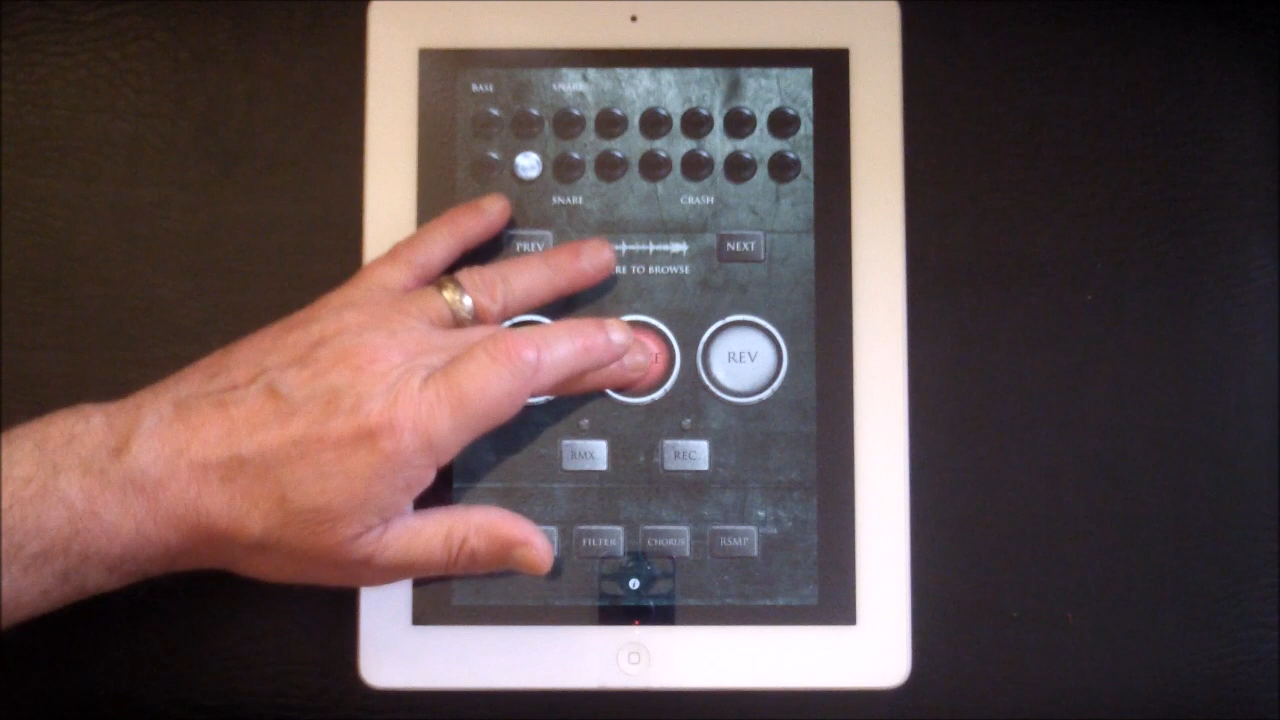 BASE SNARE
SNARE CRASH
PREV NEXT
RE TO BROWSE
REV
RMX REC
FILTER CHORUS RSMP
i